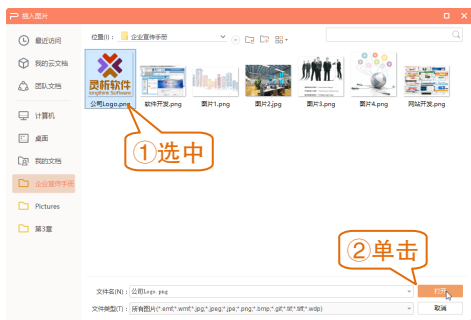 插入图片
最近访问
位置(I)：
企业宣传手册
我的云文档
团队文档
灵析软件
lingthink Software
公司Logo.png
软件开发.png
图片1.png
图片2.png
图片3.png
图片4.png
网站开发.png
计算机
桌面
我的文档
企业宣传手册
Pictures
第3章
①选中
②单击
文件名(N)：
公司Logo.png
打开
文件类型(T)：
所有图片(*.emf;*.wmf;*.jpg;*.jpeg;*.jpe;*.png;*.bmp;*.gif;*.tif;*.tiff;*.wdp)
取消